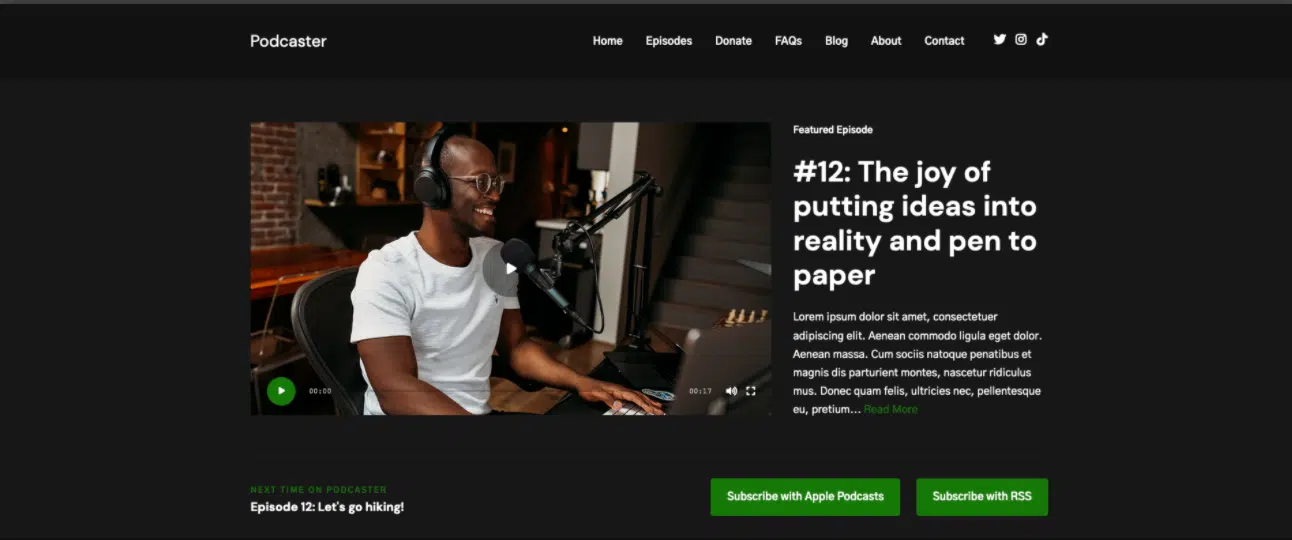 Podcaster
Home Episodes Donate FAQs Blog About Contact
Featured Episode
#12: The joy of
putting ideas into
reality and pen to
paper
Lorem ipsum dolor sit amet, consectetuer
adipiscing elit. Aenean commodo ligula eget dolor.
Aenean massa. Cum sociis natoque penatibus et
magnis dis parturient montes, nascetur ridiculus
mus. Donec quam felis, ultricies nec, pellentesque
eu, pretium... Read More
00:00 00:17
NEXT TIME ON PODCASTER
Episode 12: Let's go hiking!
Subscribe with Apple Podcasts
Subscribe with RSS